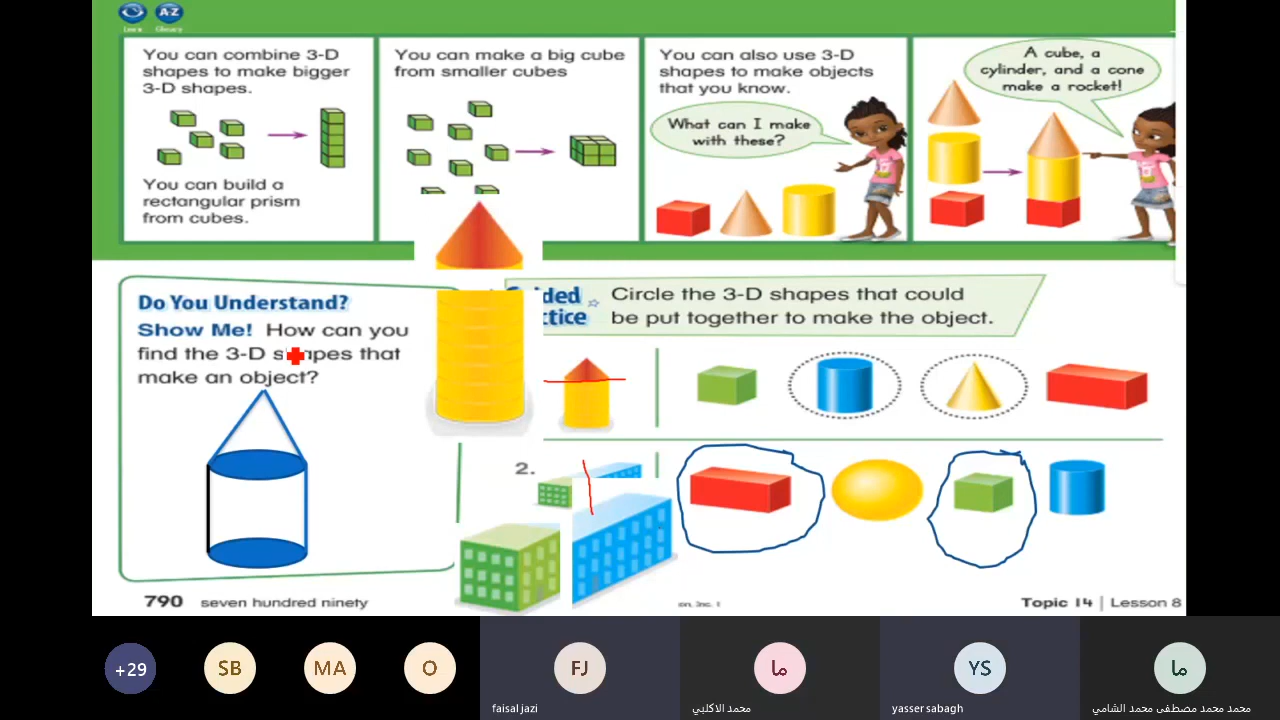 Learn
Glossary
You can combine 3-D
shapes to make bigger
3-D shapes.
You can build a
rectangular prism
from cubes.
You can make a big cube
from smaller cubes
You can also use 3-D
shapes to make objects
that you know.
What can I make
with these?
A cube, a
cylinder, and a cone
make a rocket!
Do You Understand?
Show Me! How can you
find the 3-D shapes that
make an object?
Circle the 3-D shapes that could
be put together to make the object.
2.
790 seven hundred ninety
on, Inc. 1
Topic 14 | Lesson 8
+29
SB
MA
O
FJ
faisal jazi
ما
محمد الاكلبي
YS
yasser sabagh
ما
محمد محمد مصطفى محمد الشامي